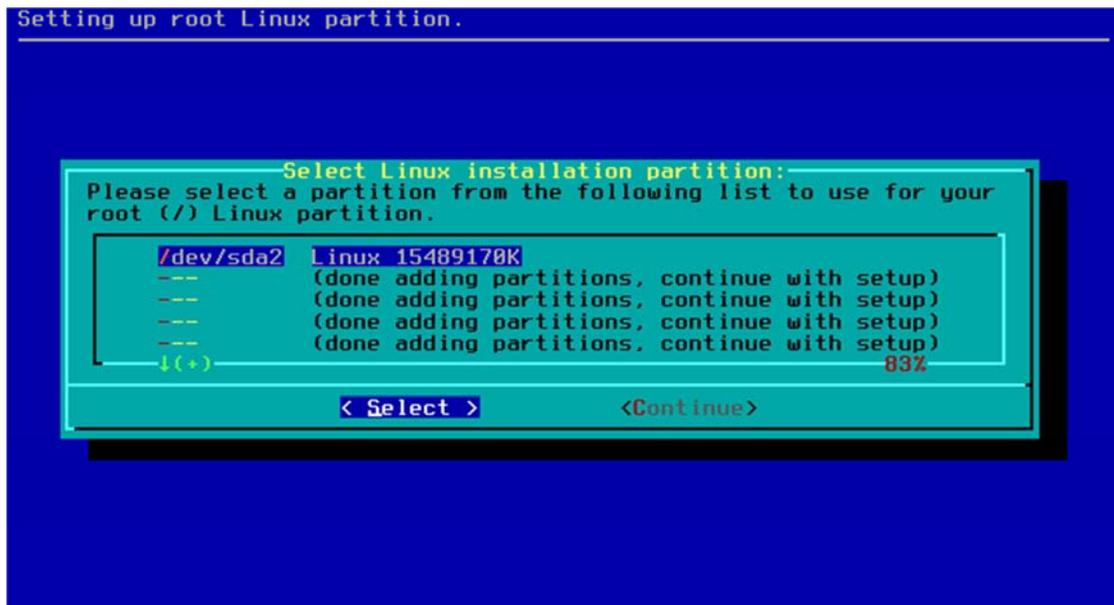 Setting up root Linux partition.
Select Linux installation partition:
Please select a partition from the following list to use for your
root (/) Linux partition.
/dev/sda2 Linux 15489170K
--- (done adding partitions, continue with setup)
--- (done adding partitions, continue with setup)
--- (done adding partitions, continue with setup)
--- (done adding partitions, continue with setup)
↓(+) 83%
< Select > <Continue>